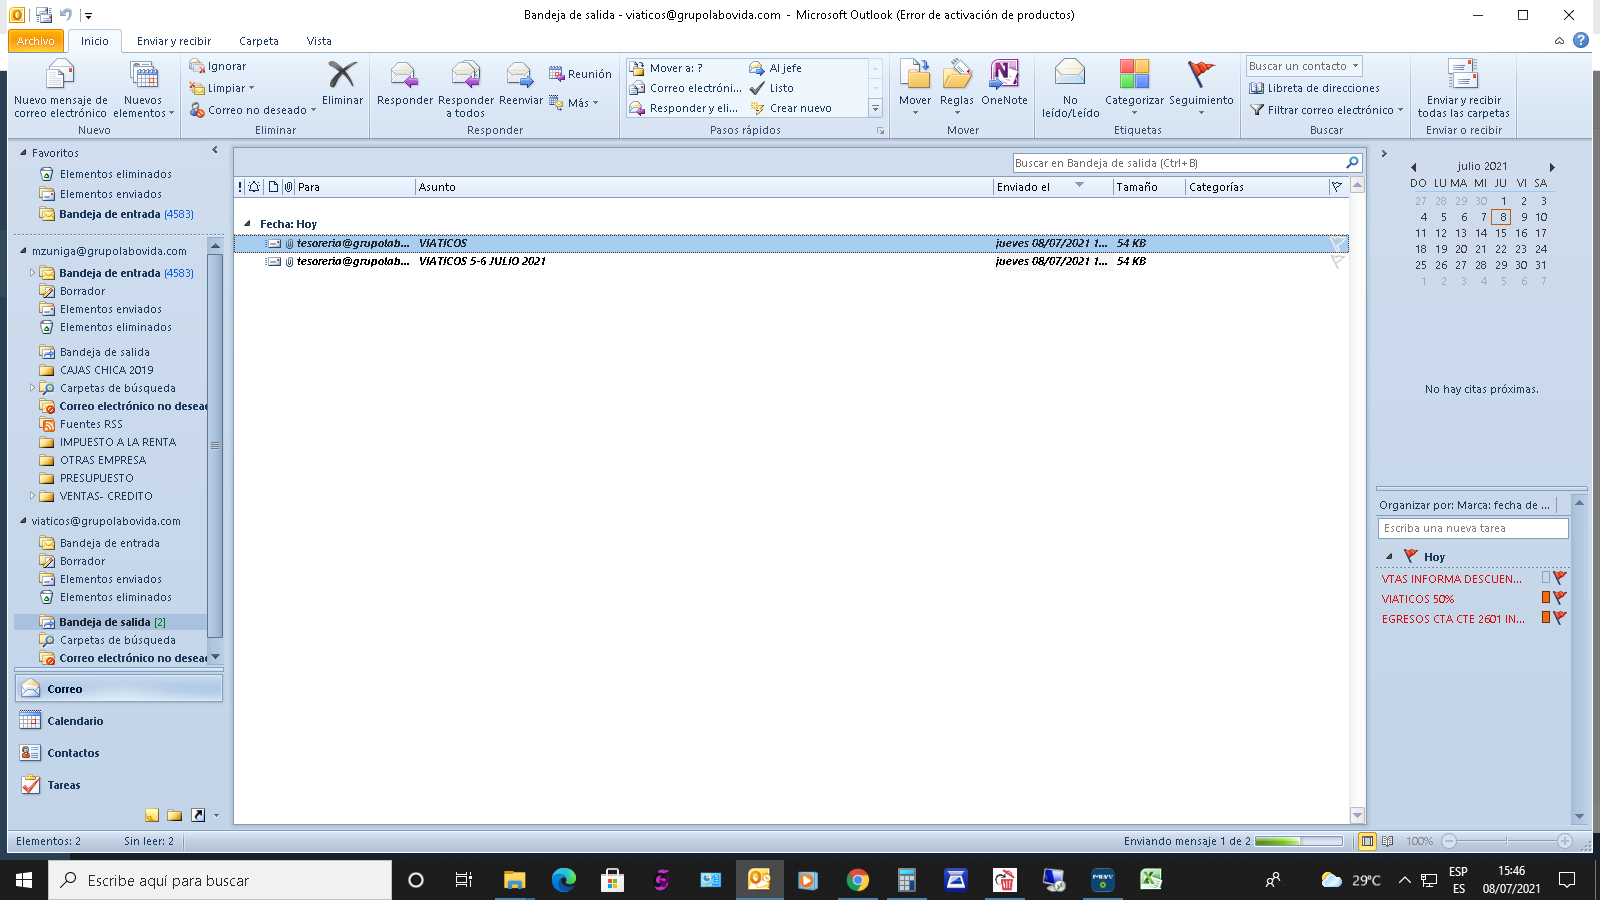 Bandeja de salida - viaticos@grupolabovida.com - Microsoft Outlook (Error de activación de productos)
Archivo Inicio Enviar y recibir Carpeta Vista
Nuevo mensaje de correo electrónico
Nuevos elementos
Nuevo
Ignorar
Limpiar
Correo no deseado
Eliminar
Eliminar
Responder
Responder a todos
Reenviar
Reunión
Más
Responder
Mover a: ?
Correo electróni...
Responder y eli...
Al jefe
Listo
Crear nuevo
Pasos rápidos
Mover
Reglas
OneNote
Mover
No leído/Leído
Categorizar
Seguimiento
Etiquetas
Buscar un contacto
Libreta de direcciones
Filtrar correo electrónico
Buscar
Enviar y recibir todas las carpetas
Enviar o recibir
Favoritos
Elementos eliminados
Elementos enviados
Bandeja de entrada (4583)
mzuniga@grupolabovida.com
Bandeja de entrada (4583)
Borrador
Elementos enviados
Elementos eliminados
Bandeja de salida
CAJAS CHICA 2019
Carpetas de búsqueda
Correo electrónico no desead
Fuentes RSS
IMPUESTO A LA RENTA
OTRAS EMPRESA
PRESUPUESTO
VENTAS- CREDITO
viaticos@grupolabovida.com
Bandeja de entrada
Borrador
Elementos enviados
Elementos eliminados
Bandeja de salida [2]
Carpetas de búsqueda
Correo electrónico no desead
Correo
Calendario
Contactos
Tareas
Buscar en Bandeja de salida (Ctrl+B)
Para Asunto Enviado el Tamaño Categorías
Fecha: Hoy
tesoreria@grupolab... VIATICOS jueves 08/07/2021 1... 54 KB
tesoreria@grupolab... VIATICOS 5-6 JULIO 2021 jueves 08/07/2021 1... 54 KB
julio 2021
DO LU MA MI JU VI SA
27 28 29 30 1 2 3
4 5 6 7 8 9 10
11 12 13 14 15 16 17
18 19 20 21 22 23 24
25 26 27 28 29 30 31
1 2 3 4 5 6 7
No hay citas próximas.
Organizar por: Marca: fecha de ...
Escriba una nueva tarea
Hoy
VTAS INFORMA DESCUEN...
VIATICOS 50%
EGRESOS CTA CTE 2601 IN...
Elementos: 2 Sin leer: 2
Enviando mensaje 1 de 2
100%
Escribe aquí para buscar
29°C
ESP
ES
15:46
08/07/2021